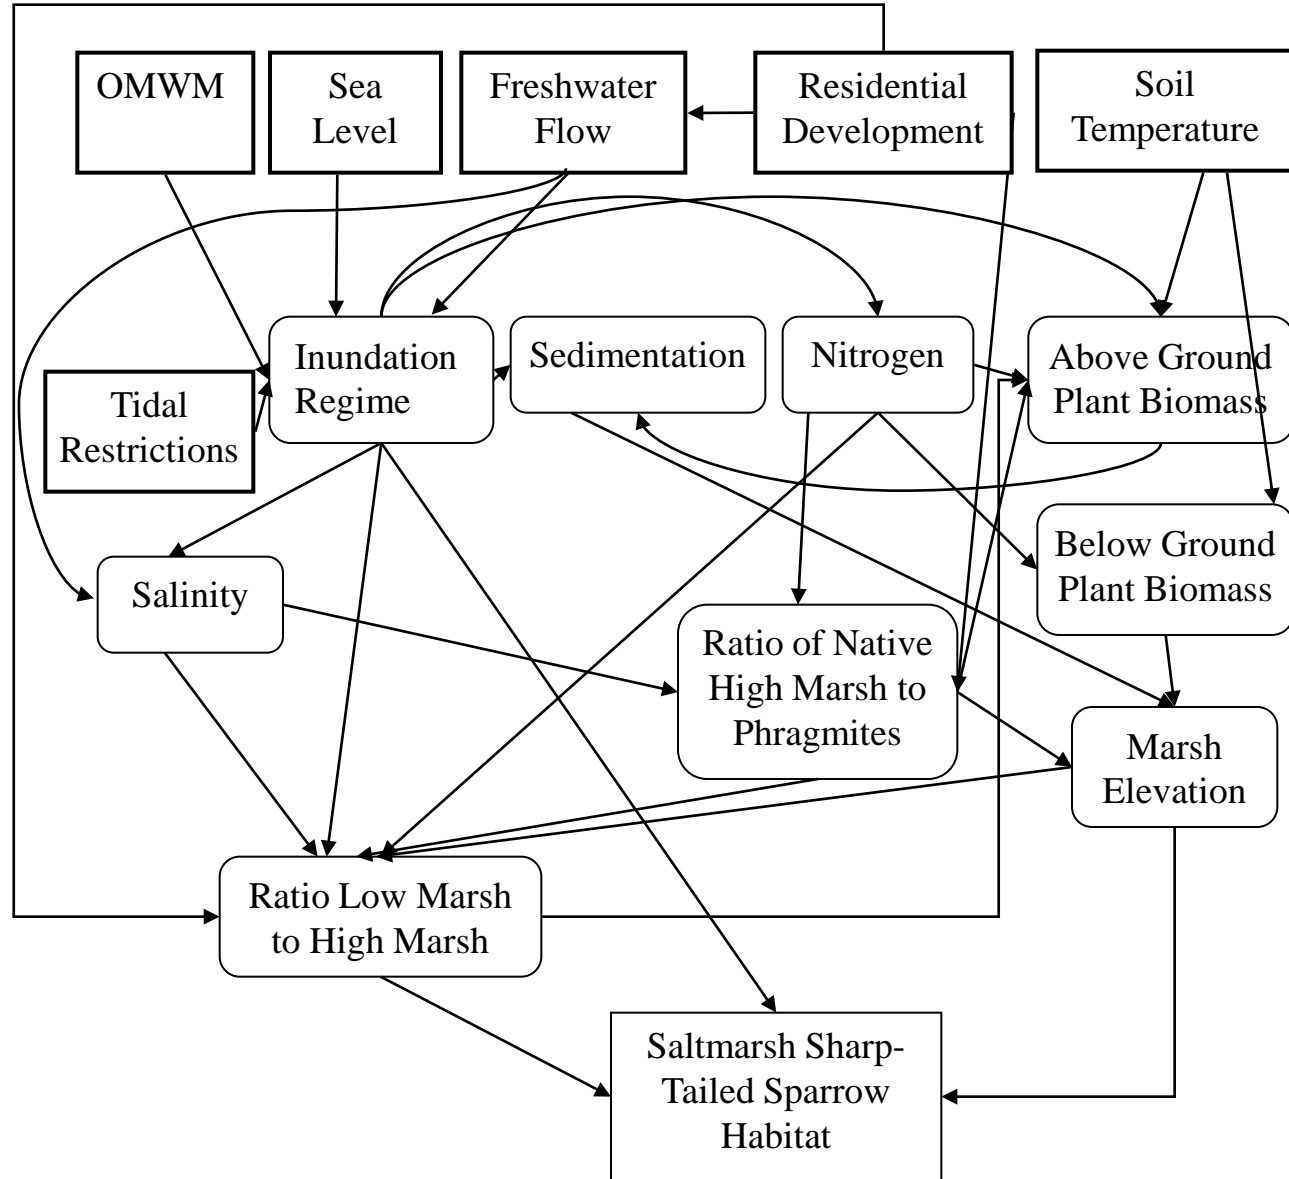 OMWM
Sea
Level
Freshwater
Flow
Residential
Development
Soil
Temperature
Inundation
Regime
Sedimentation
Nitrogen
Above Ground
Plant Biomass
Tidal
Restrictions
Below Ground
Plant Biomass
Salinity
Ratio of Native
High Marsh to
Phragmites
Marsh
Elevation
Ratio Low Marsh
to High Marsh
Saltmarsh Sharp-
Tailed Sparrow
Habitat